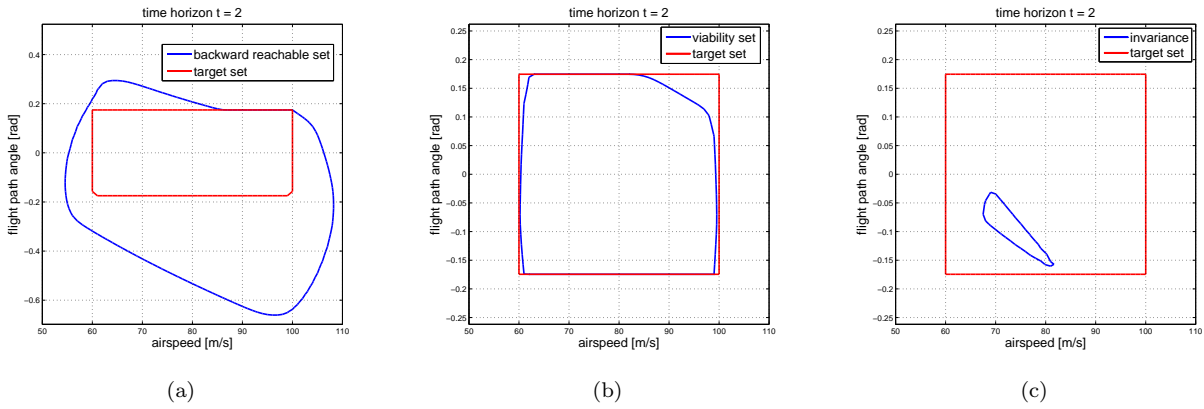 time horizon t = 2
backward reachable set
target set
flight path angle [rad]
0.4
0.2
0
−0.2
−0.4
−0.6
50 60 70 80 90 100 110
airspeed [m/s]
(a)
time horizon t = 2
viability set
target set
flight path angle [rad]
0.25
0.2
0.15
0.1
0.05
0
−0.05
−0.1
−0.15
−0.2
−0.25
50 60 70 80 90 100 110
airspeed [m/s]
(b)
time horizon t = 2
invariance
target set
flight path angle [rad]
0.25
0.2
0.15
0.1
0.05
0
−0.05
−0.1
−0.15
−0.2
−0.25
50 60 70 80 90 100 110
airspeed [m/s]
(c)